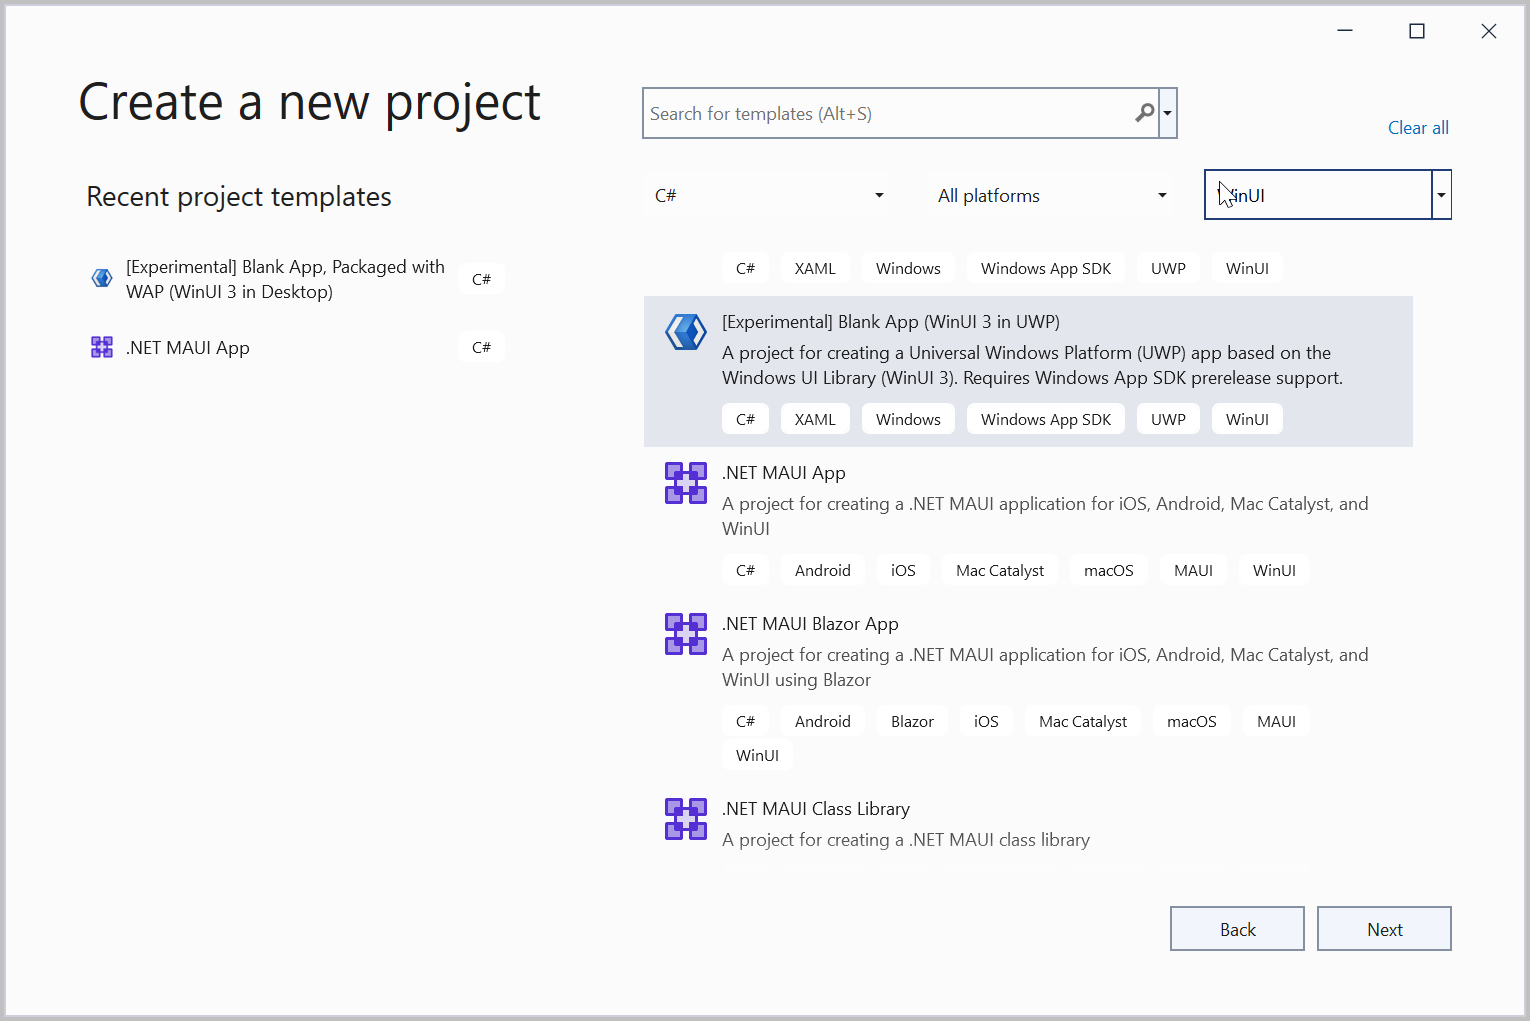 Create a new project
Search for templates (Alt+S)
Clear all
Recent project templates
C#
All platforms
WinUI
[Experimental] Blank App, Packaged with
WAP (WinUI 3 in Desktop)
C#
.NET MAUI App
C#
C# XAML Windows Windows App SDK UWP WinUI
[Experimental] Blank App (WinUI 3 in UWP)
A project for creating a Universal Windows Platform (UWP) app based on the
Windows UI Library (WinUI 3). Requires Windows App SDK prerelease support.
C# XAML Windows Windows App SDK UWP WinUI
.NET MAUI App
A project for creating a .NET MAUI application for iOS, Android, Mac Catalyst, and
WinUI
C# Android iOS Mac Catalyst macOS MAUI WinUI
.NET MAUI Blazor App
A project for creating a .NET MAUI application for iOS, Android, Mac Catalyst, and
WinUI using Blazor
C# Android Blazor iOS Mac Catalyst macOS MAUI
WinUI
.NET MAUI Class Library
A project for creating a .NET MAUI class library
Back
Next